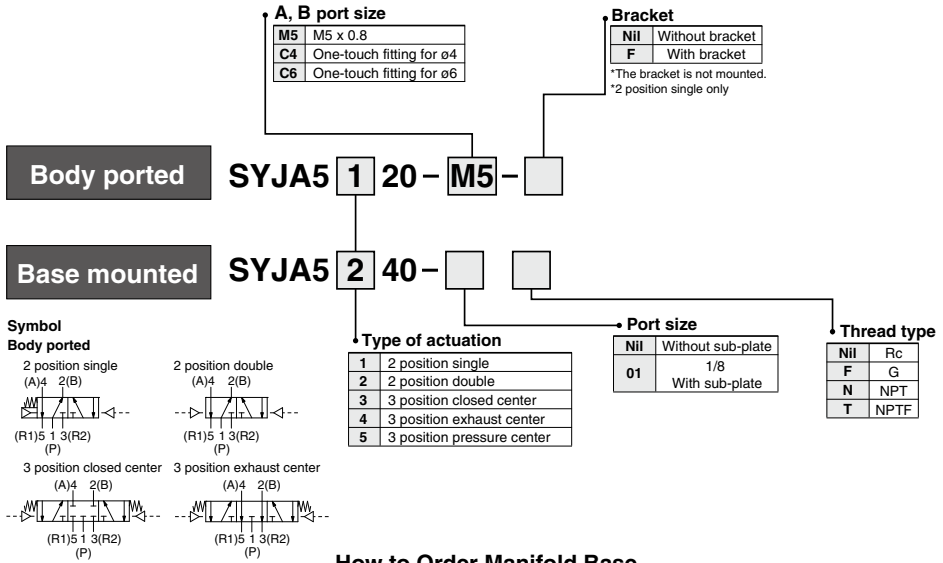 A, B port size
M5 M5 x 0.8
C4 One-touch fitting for ø4
C6 One-touch fitting for ø6
Bracket
Nil Without bracket
F With bracket
*The bracket is not mounted.
*2 position single only
Body ported SYJA5 1 20 – M5 –
Base mounted SYJA5 2 40 –
Symbol
Body ported
2 position single
(A)4 2(B)
(R1)5 1 3(R2)
(P)
2 position double
(A)4 2(B)
(R1)5 1 3(R2)
(P)
3 position closed center
(A)4 2(B)
(R1)5 1 3(R2)
(P)
3 position exhaust center
(A)4 2(B)
(R1)5 1 3(R2)
(P)
Type of actuation
1 2 position single
2 2 position double
3 3 position closed center
4 3 position exhaust center
5 3 position pressure center
Port size
Nil Without sub-plate
01 1/8
With sub-plate
Thread type
Nil Rc
F G
N NPT
T NPTF
How to Order Manifold Base